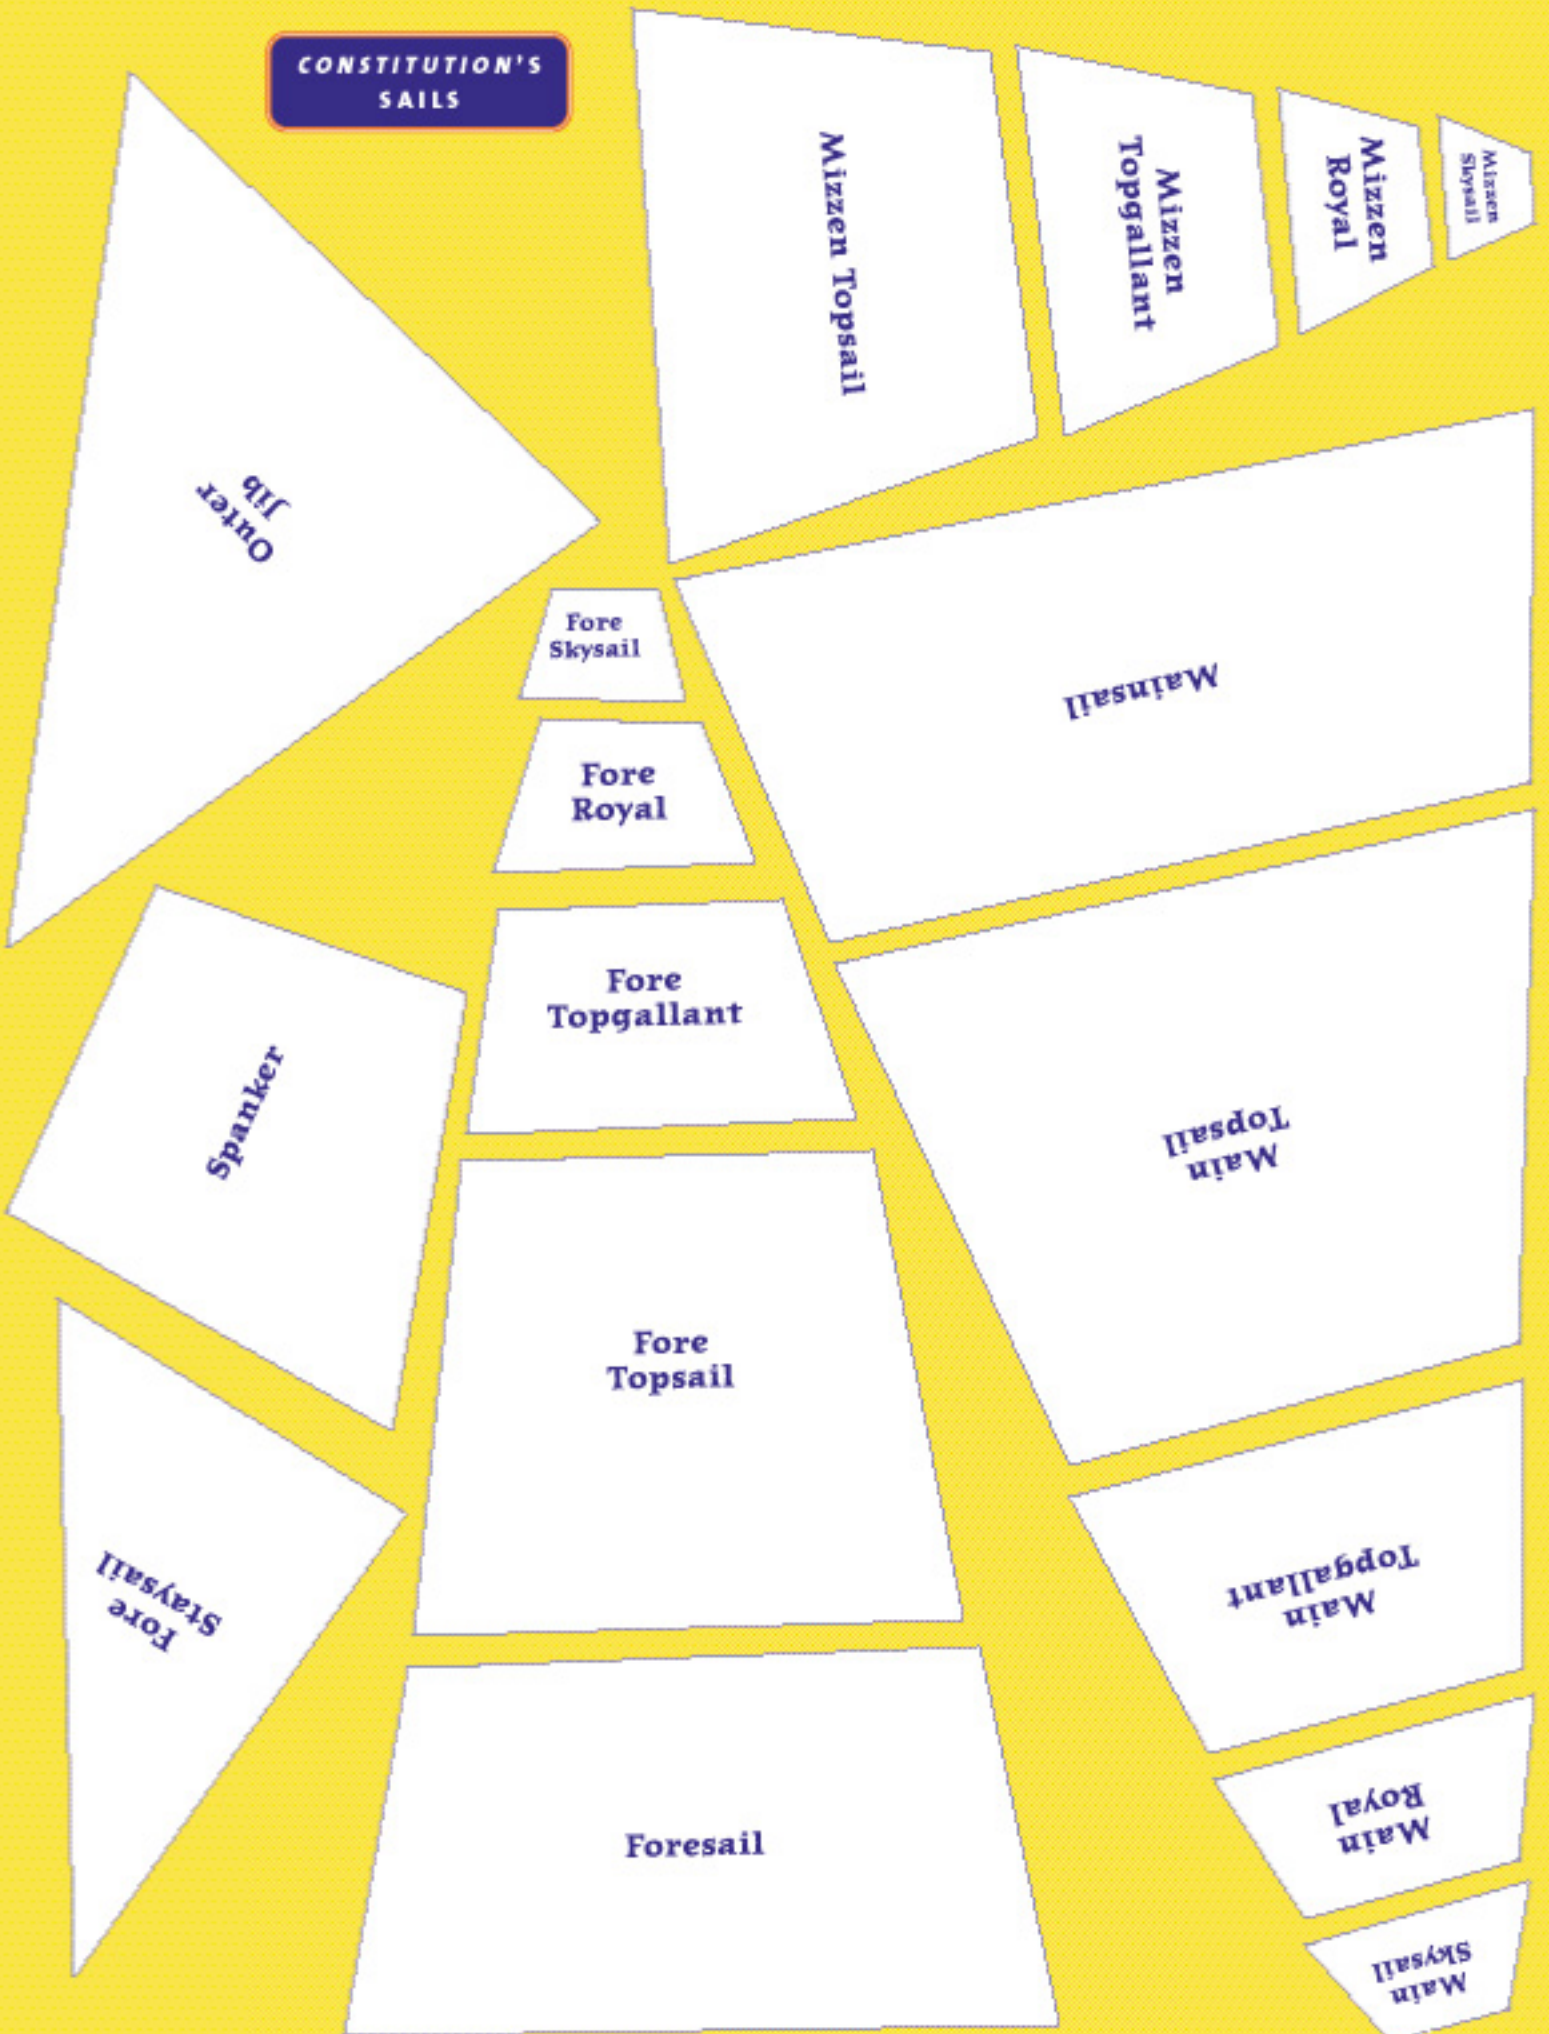 CONSTITUTION'S
SAILS
Mizzen Topsail
Mizzen
Topgallant
Mizzen
Royal
Mizzen
Skysail
Outer
Jib
Fore
Skysail
Mainsail
Fore
Royal
Fore
Topgallant
Spanker
Main
Topsail
Fore
Topsail
Fore
Staysail
Main
Topgallant
Foresail
Main
Royal
Main
Skysail